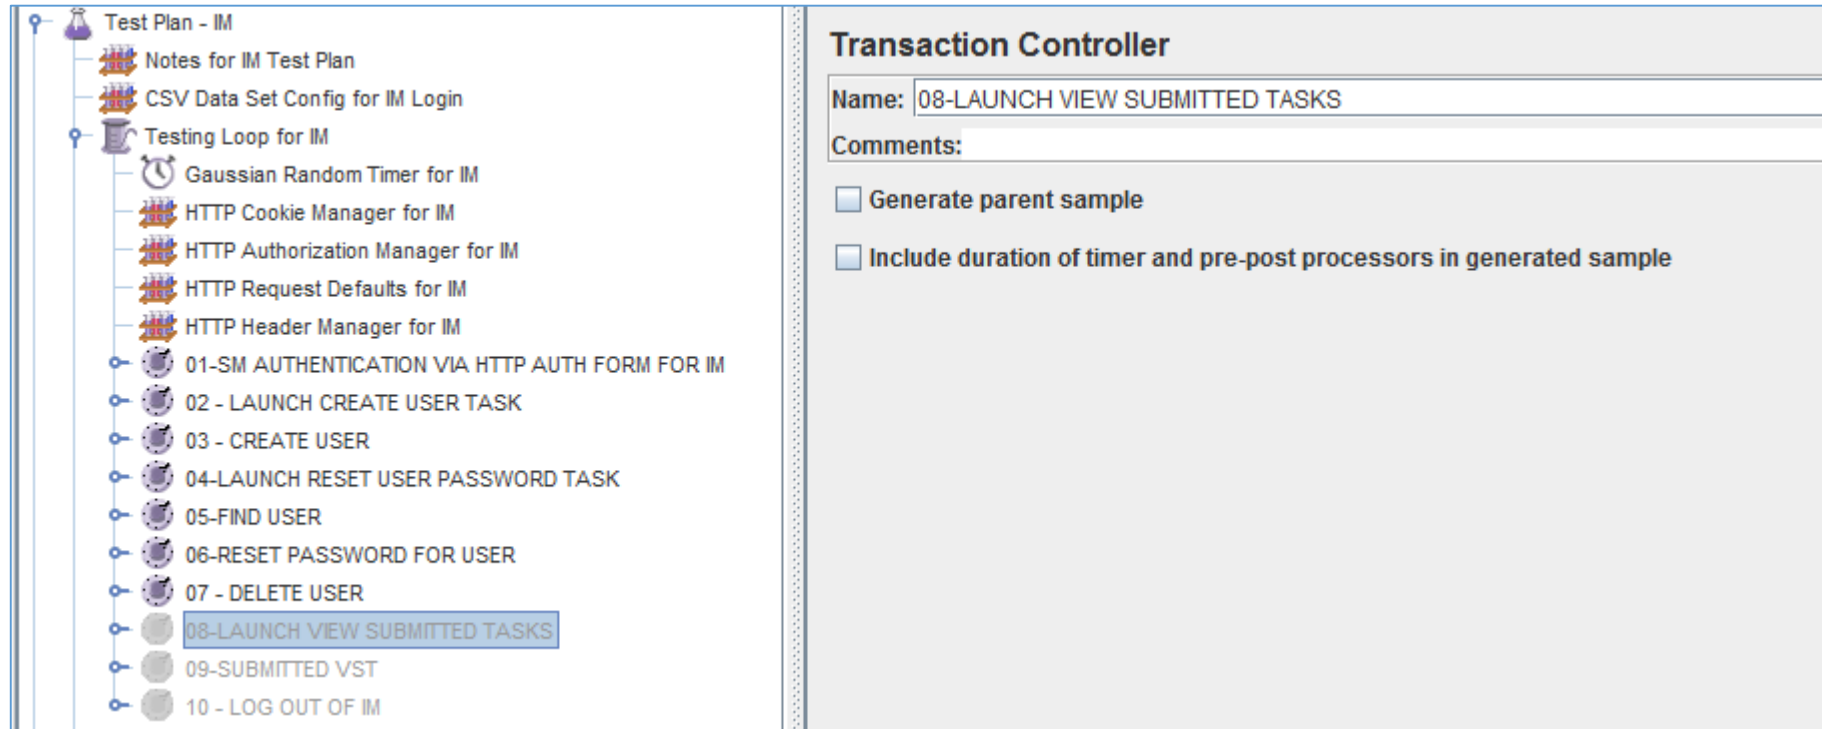 Test Plan - IM
Notes for IM Test Plan
CSV Data Set Config for IM Login
Testing Loop for IM
Gaussian Random Timer for IM
HTTP Cookie Manager for IM
HTTP Authorization Manager for IM
HTTP Request Defaults for IM
HTTP Header Manager for IM
01-SM AUTHENTICATION VIA HTTP AUTH FORM FOR IM
02 - LAUNCH CREATE USER TASK
03 - CREATE USER
04-LAUNCH RESET USER PASSWORD TASK
05-FIND USER
06-RESET PASSWORD FOR USER
07 - DELETE USER
08-LAUNCH VIEW SUBMITTED TASKS
09-SUBMITTED VST
10 - LOG OUT OF IM
Transaction Controller
Name: 08-LAUNCH VIEW SUBMITTED TASKS
Comments:
Generate parent sample
Include duration of timer and pre-post processors in generated sample